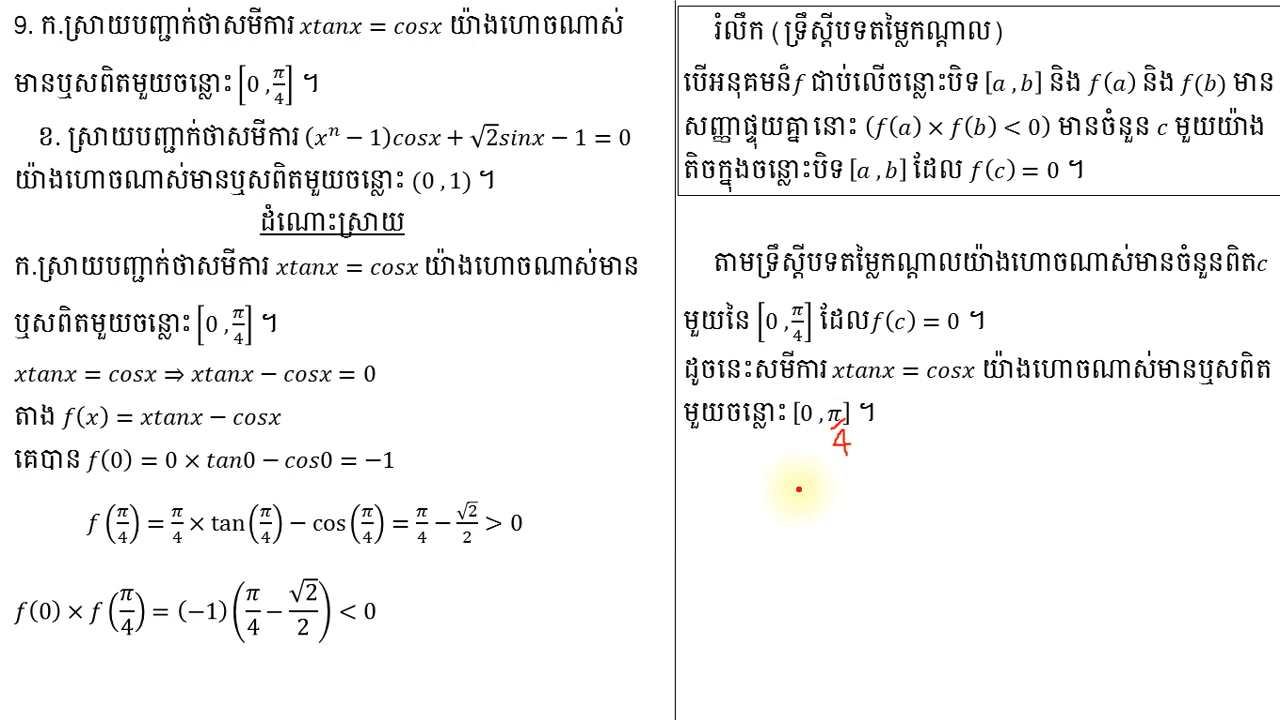 9. ក.ស្រាយបញ្ជាក់ថាសមីការ xtanx = cosx យ៉ាងហោចណាស់
មានឬសពិតមួយចន្លោះ [0 , π/4] ។
ខ. ស្រាយបញ្ជាក់ថាសមីការ (xⁿ − 1)cosx + √2sinx − 1 = 0
យ៉ាងហោចណាស់មានឬសពិតមួយចន្លោះ (0 , 1) ។
ដំណោះស្រាយ
ក.ស្រាយបញ្ជាក់ថាសមីការ xtanx = cosx យ៉ាងហោចណាស់មាន
ឬសពិតមួយចន្លោះ [0 , π/4] ។
xtanx = cosx ⇒ xtanx − cosx = 0
តាង f(x) = xtanx − cosx
គេបាន f(0) = 0 × tan0 − cos0 = −1
f(π/4) = π/4 × tan(π/4) − cos(π/4) = π/4 − √2/2 > 0
f(0) × f(π/4) = (−1)(π/4 − √2/2) < 0
រំលឹក (ទ្រឹស្តីបទតម្លៃកណ្តាល)
បើអនុគមន៏f ជាប់លើចន្លោះបិទ [a , b] និង f(a) និង f(b) មាន
សញ្ញាផ្ទុយគ្នានោះ (f(a) × f(b) < 0) មានចំនួន c មួយយ៉ាង
តិចក្នុងចន្លោះបិទ [a , b] ដែល f(c) = 0 ។
តាមទ្រឹស្តីបទតម្លៃកណ្តាលយ៉ាងហោចណាស់មានចំនួនពិតc
មួយនៃ [0 , π/4] ដែលf(c) = 0 ។
ដូចនេះសមីការ xtanx = cosx យ៉ាងហោចណាស់មានឬសពិត
មួយចន្លោះ [0 , π] ។
4